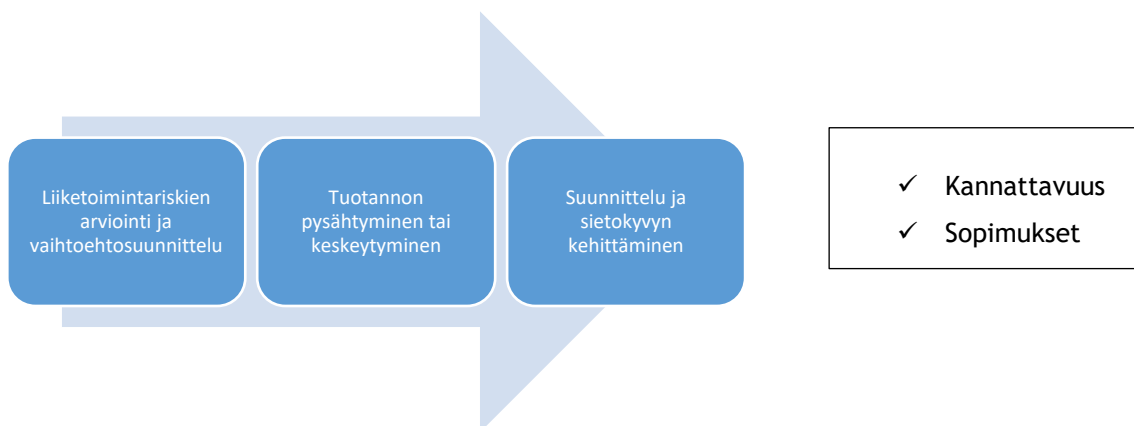 Liiketoimintariskien
arviointi ja
vaihtoehtosuunnittelu
Tuotannon
pysähtyminen tai
keskeytyminen
Suunnittelu ja
sietokyvyn
kehittäminen
✓ Kannattavuus
✓ Sopimukset